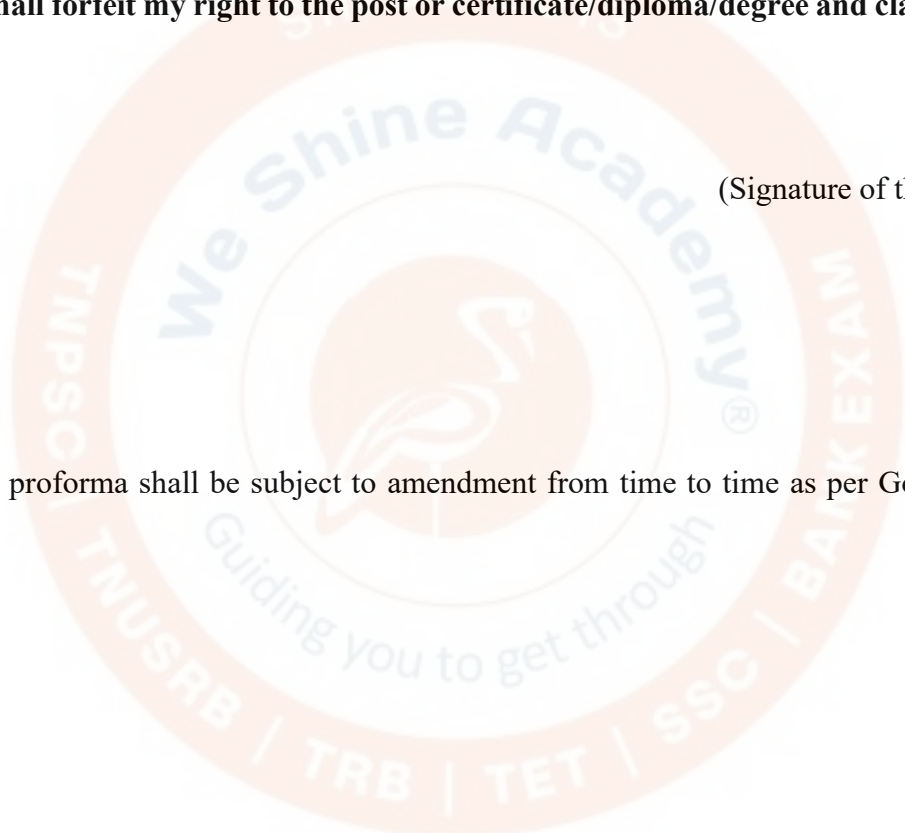 hall forfeit my right to the post or certificate/diploma/degree and cla
We Shine Academy®
(Signature of t
proforma shall be subject to amendment from time to time as per G
Guiding you to get through
TNPSC | TNUSRB | TRB | TET | SSC | BANK EXAM